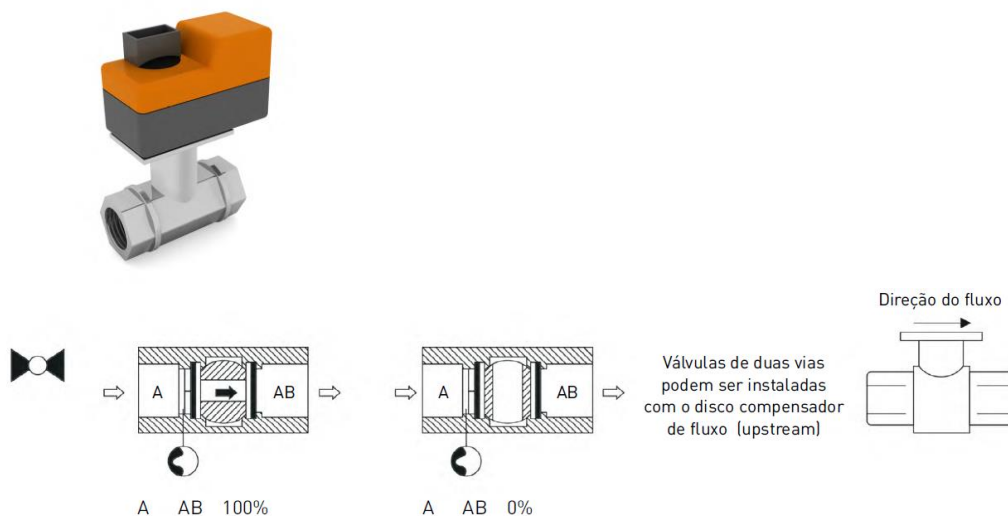 Direção do fluxo
A
AB
A
AB
Válvulas de duas vias
podem ser instaladas
com o disco compensador
de fluxo (upstream)
A AB 100%
A AB 0%